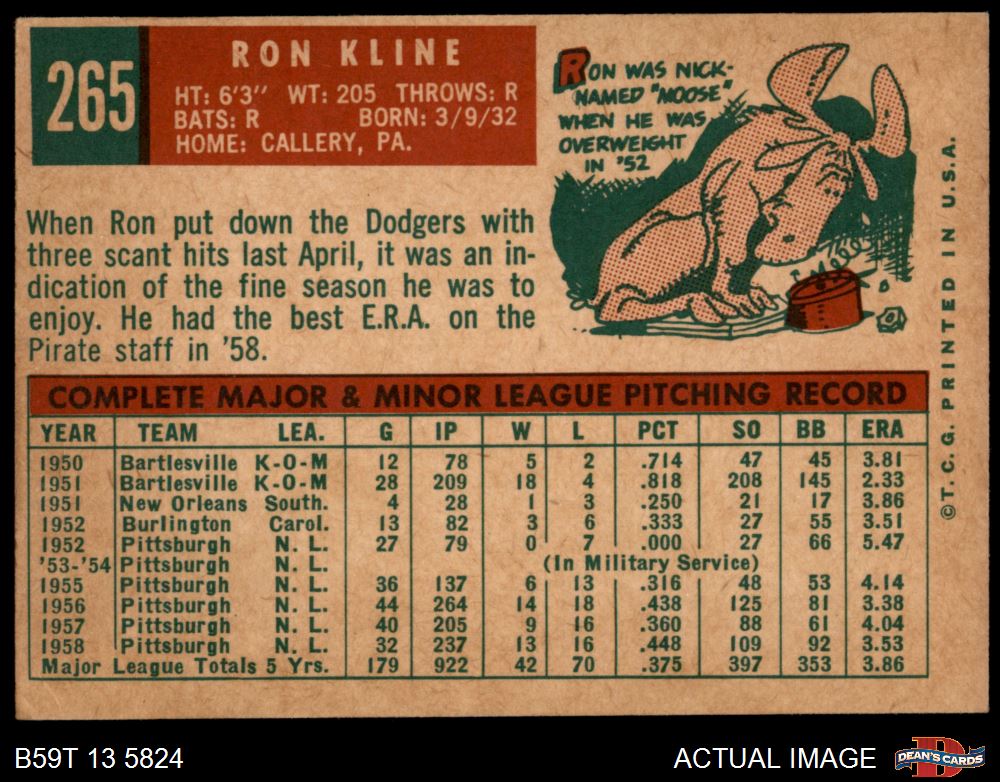 265
RON KLINE
HT: 6'3" WT: 205 THROWS: R
BATS: R BORN: 3/9/32
HOME: CALLERY, PA.
RON WAS NICK-
NAMED "MOOSE"
WHEN HE WAS
OVERWEIGHT
IN '52
When Ron put down the Dodgers with
three scant hits last April, it was an in-
dication of the fine season he was to
enjoy. He had the best E.R.A. on the
Pirate staff in '58.
COMPLETE MAJOR & MINOR LEAGUE PITCHING RECORD
YEAR TEAM LEA. G IP W L PCT SO BB ERA
1950 Bartlesville K-O-M 12 78 5 2 .714 47 45 3.81
1951 Bartlesville K-O-M 28 209 18 4 .818 208 145 2.33
1951 New Orleans South. 4 28 1 3 .250 21 17 3.86
1952 Burlington Carol. 13 82 3 6 .333 27 55 3.51
1952 Pittsburgh N. L. 27 79 0 7 .000 27 66 5.47
'53-'54 Pittsburgh N. L. (In Military Service)
1955 Pittsburgh N. L. 36 137 6 13 .316 48 53 4.14
1956 Pittsburgh N. L. 44 264 14 18 .438 125 81 3.38
1957 Pittsburgh N. L. 40 205 9 16 .360 88 61 4.04
1958 Pittsburgh N. L. 32 237 13 16 .448 109 92 3.53
Major League Totals 5 Yrs. 179 922 42 70 .375 397 353 3.86
©T. C. G. PRINTED IN U.S.A.
B59T 13 5824
ACTUAL IMAGE
DEAN'S CARDS